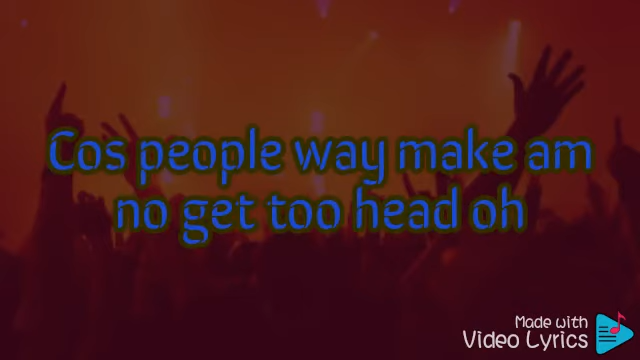 Cos people way make am
no get too head oh
Made with
Video Lyrics